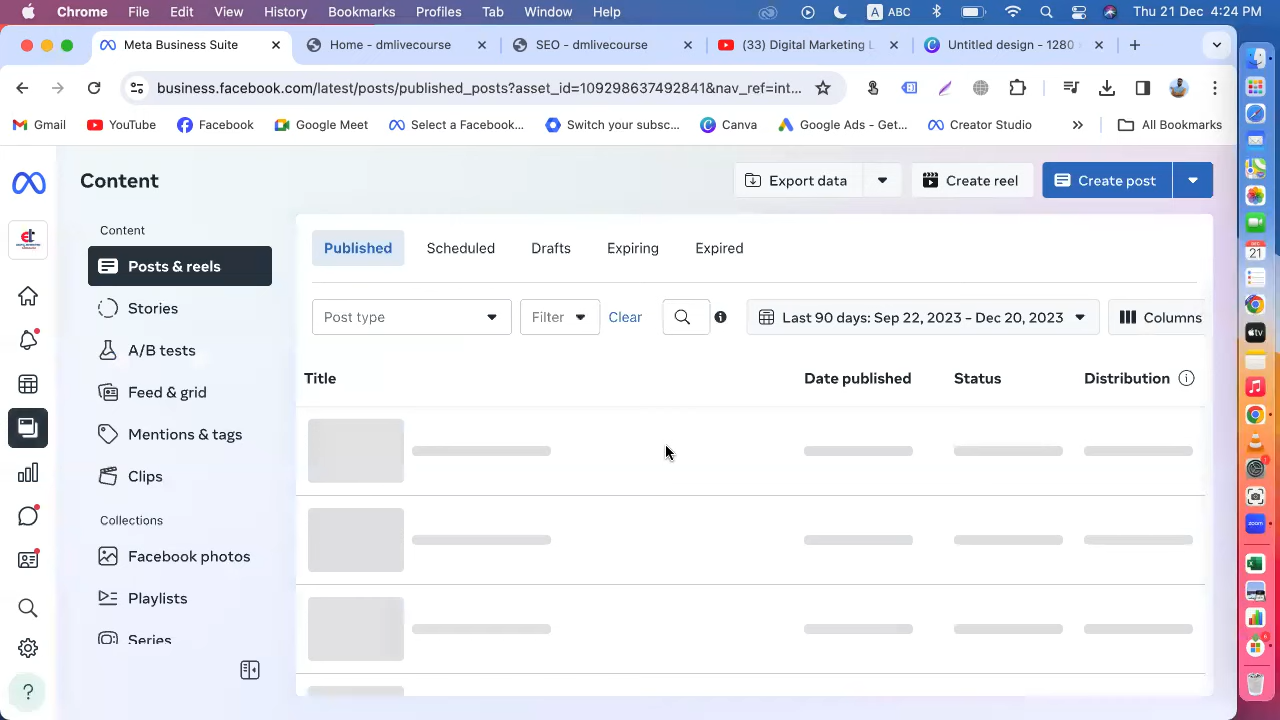 Chrome File Edit View History Bookmarks Profiles Tab Window Help A ABC Thu 21 Dec 4:24 PM
Meta Business Suite Home - dmlivecourse SEO - dmlivecourse (33) Digital Marketing L Untitled design - 1280
business.facebook.com/latest/posts/published_posts?asset_id=109298637492841&nav_ref=int...
Gmail YouTube Facebook Google Meet Select a Facebook... Switch your subsc... Canva Google Ads - Get... Creator Studio » All Bookmarks
Content Export data Create reel Create post
Content
Posts & reels
Stories
A/B tests
Feed & grid
Mentions & tags
Clips
Collections
Facebook photos
Playlists
Series
Published Scheduled Drafts Expiring Expired
Post type Filter Clear Last 90 days: Sep 22, 2023 – Dec 20, 2023 Columns
Title Date published Status Distribution